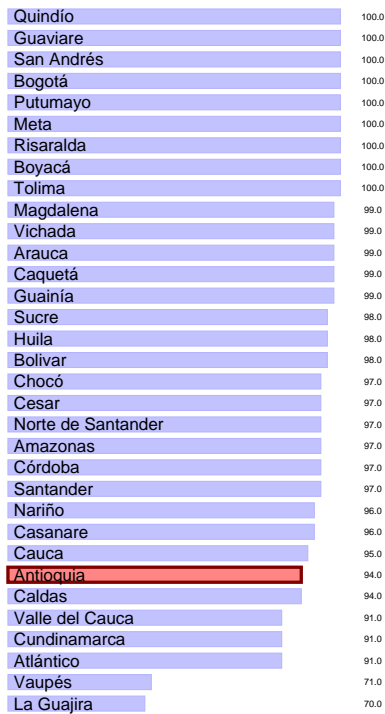 Quindío 100.0
Guaviare 100.0
San Andrés 100.0
Bogotá 100.0
Putumayo 100.0
Meta 100.0
Risaralda 100.0
Boyacá 100.0
Tolima 100.0
Magdalena 99.0
Vichada 99.0
Arauca 99.0
Caquetá 99.0
Guainía 99.0
Sucre 98.0
Huila 98.0
Bolivar 98.0
Chocó 97.0
Cesar 97.0
Norte de Santander 97.0
Amazonas 97.0
Córdoba 97.0
Santander 97.0
Nariño 96.0
Casanare 96.0
Cauca 95.0
Antioquia 94.0
Caldas 94.0
Valle del Cauca 91.0
Cundinamarca 91.0
Atlántico 91.0
Vaupés 71.0
La Guajira 70.0